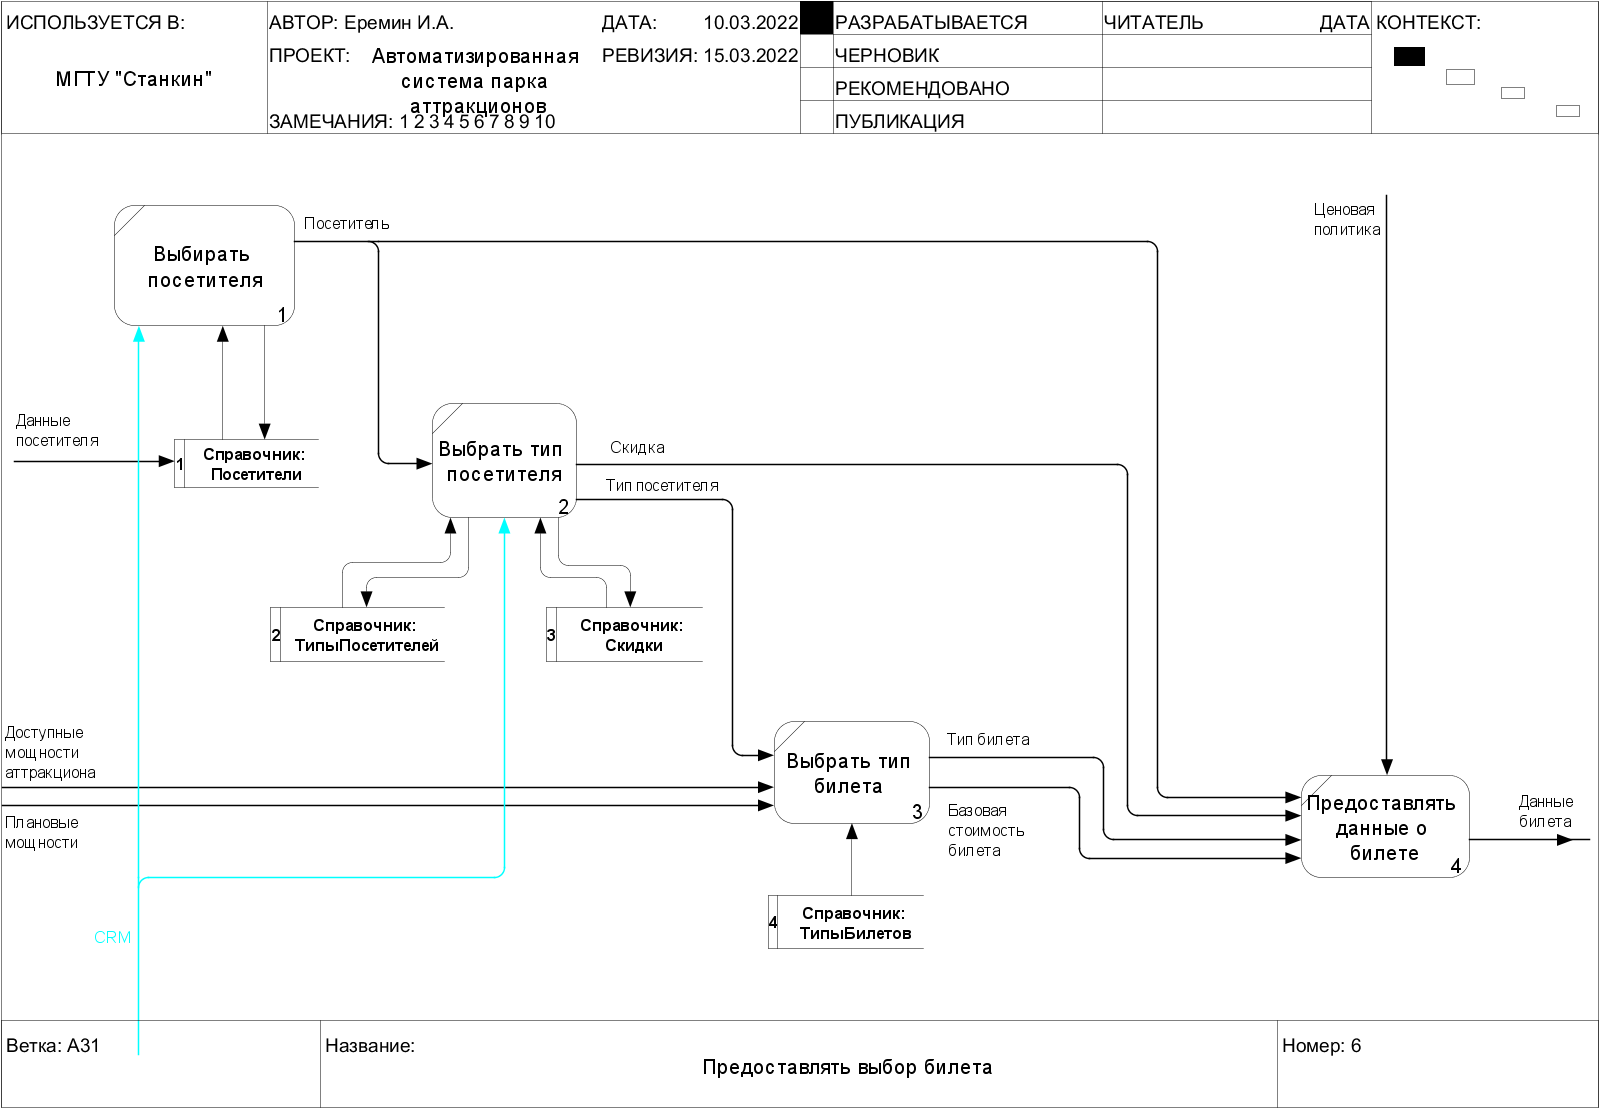 ИСПОЛЬЗУЕТСЯ В:
МГТУ "Станкин"
АВТОР: Еремин И.А.
ДАТА: 10.03.2022
ПРОЕКТ: Автоматизированная
система парка
аттракционов
РЕВИЗИЯ: 15.03.2022
ЗАМЕЧАНИЯ: 1 2 3 4 5 6 7 8 9 10
РАЗРАБАТЫВАЕТСЯ
ЧЕРНОВИК
РЕКОМЕНДОВАНО
ПУБЛИКАЦИЯ
ЧИТАТЕЛЬ
ДАТА
КОНТЕКСТ:
Выбирать
посетителя
1
Посетитель
Ценовая
политика
Данные
посетителя
1
Справочник:
Посетители
Выбрать тип
посетителя
2
Скидка
Тип посетителя
2
Справочник:
ТипыПосетителей
3
Справочник:
Скидки
Доступные
мощности
аттракциона
Плановые
мощности
Выбрать тип
билета
3
Тип билета
Базовая
стоимость
билета
Предоставлять
данные о
билете
4
Данные
билета
4
Справочник:
ТипыБилетов
CRM
Ветка: A31
Название:
Предоставлять выбор билета
Номер: 6